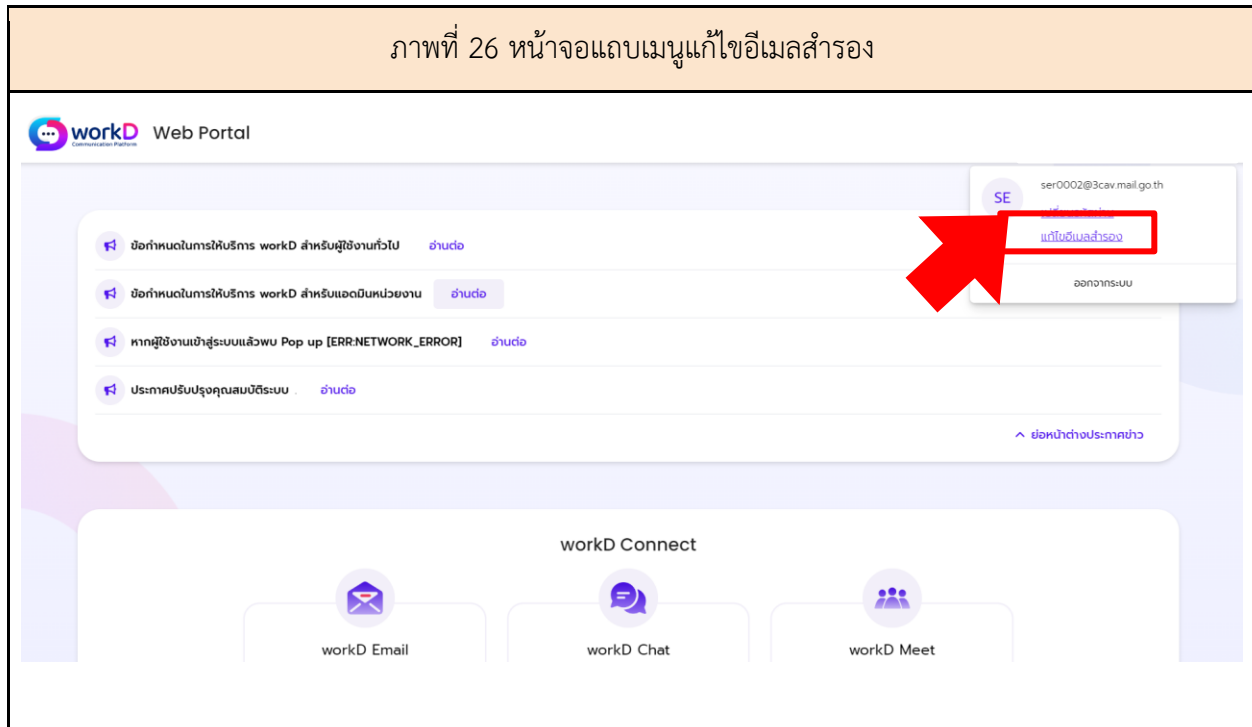 ภาพที่ 26 หน้าจอแถบเมนูแก้ไขอีเมลสำรอง
workD Web Portal
Communication Platform
SE
ser0002@3cav.mail.go.th
แก้ไขอีเมลสำรอง
ออกจากระบบ
ข้อกำหนดในการให้บริการ workD สำหรับผู้ใช้งานทั่วไป อ่านต่อ
ข้อกำหนดในการให้บริการ workD สำหรับแอดมินหน่วยงาน อ่านต่อ
หากผู้ใช้งานเข้าสู่ระบบแล้วพบ Pop up [ERR:NETWORK_ERROR] อ่านต่อ
ประกาศปรับปรุงคุณสมบัติระบบ . อ่านต่อ
ย่อหน้าต่างประกาศข่าว
workD Connect
workD Email workD Chat workD Meet